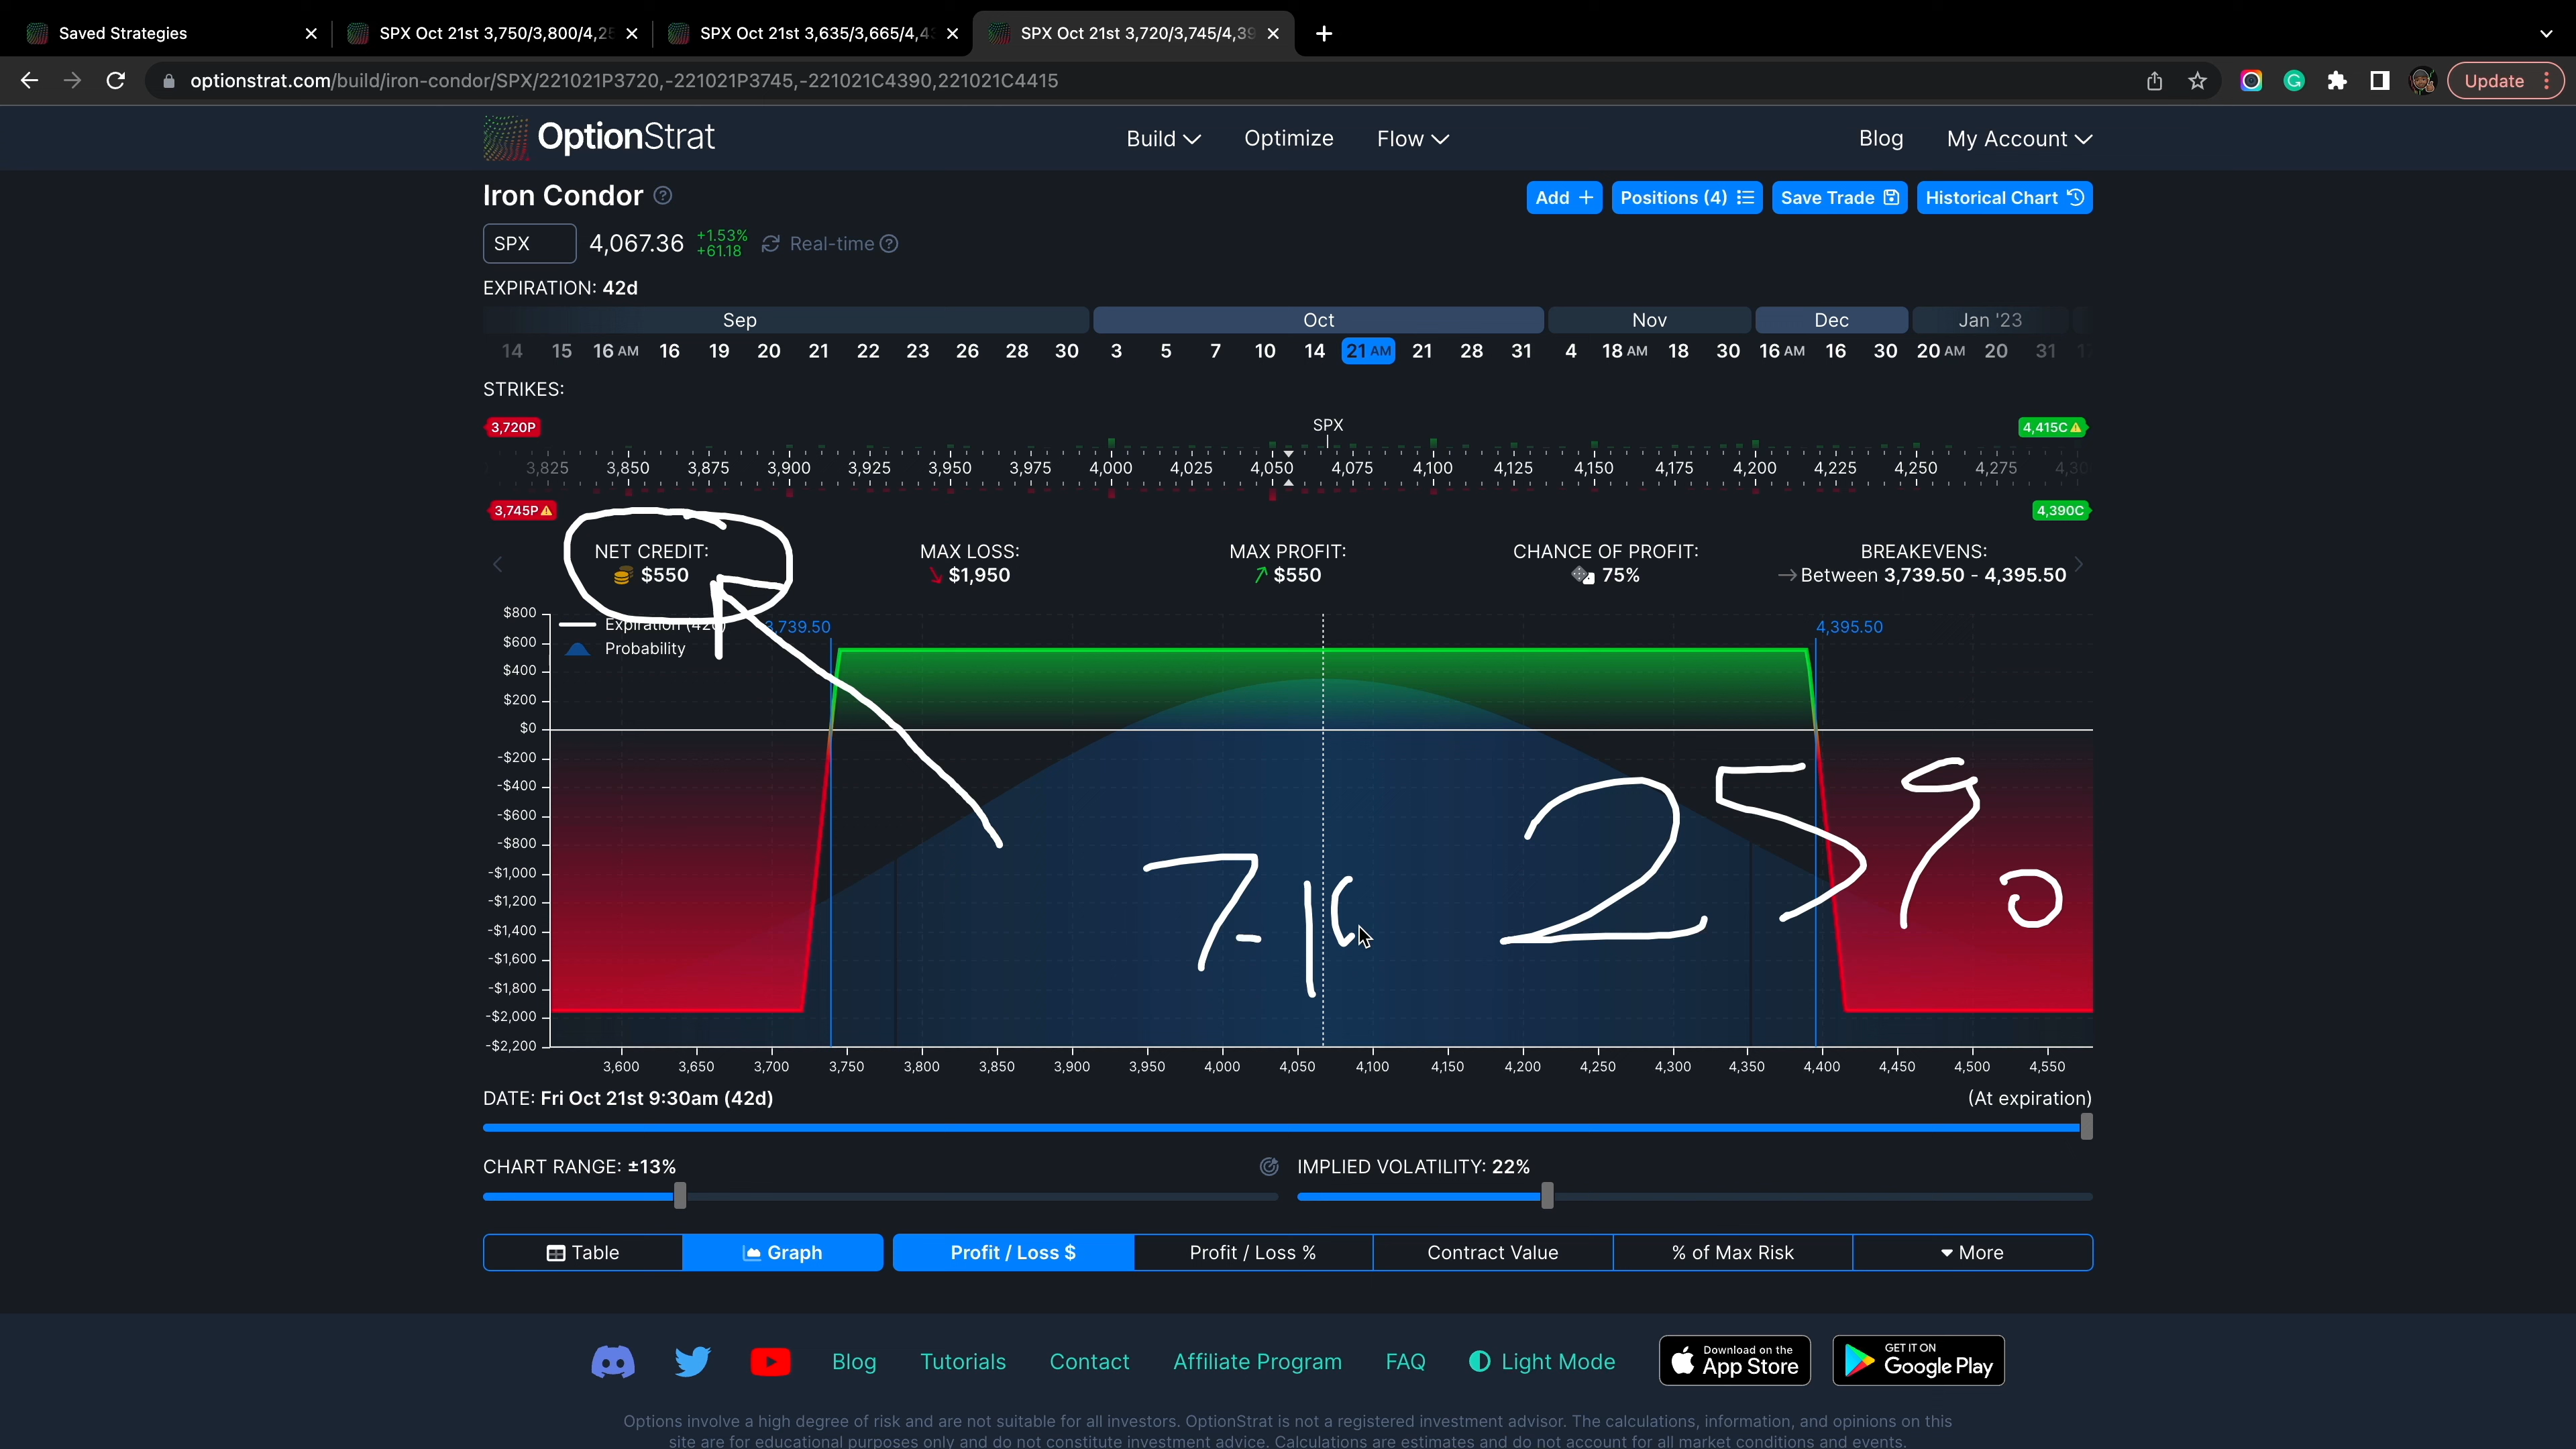 Saved Strategies
SPX Oct 21st 3,750/3,800/4,25
SPX Oct 21st 3,635/3,665/4,43
SPX Oct 21st 3,720/3,745/4,39
optionstrat.com/build/iron-condor/SPX/221021P3720,-221021P3745,-221021C4390,221021C4415
Update
OptionStrat
Build Optimize Flow Blog My Account
Iron Condor
Add + Positions (4) Save Trade Historical Chart
SPX 4,067.36 +1.53% +61.18 Real-time
EXPIRATION: 42d
Sep Oct Nov Dec Jan '23
14 15 16 AM 16 19 20 21 22 23 26 28 30 3 5 7 10 14 21 AM 21 28 31 4 18 AM 18 30 16 AM 16 30 20 AM 20 31
STRIKES:
SPX
3,720P 4,415C
3,825 3,850 3,875 3,900 3,925 3,950 3,975 4,000 4,025 4,050 4,075 4,100 4,125 4,150 4,175 4,200 4,225 4,250 4,275 4,30
3,745P 4,390C
NET CREDIT: MAX LOSS: MAX PROFIT: CHANCE OF PROFIT: BREAKEVENS:
$550 $1,950 $550 75% Between 3,739.50 - 4,395.50
$800
Expiration (42d) 3,739.50 4,395.50
$600
Probability
$400
$200
$0
-$200
-$400
-$600
-$800
25%
7-1
-$1,000
-$1,200
-$1,400
-$1,600
-$1,800
-$2,000
-$2,200
3,600 3,650 3,700 3,750 3,800 3,850 3,900 3,950 4,000 4,050 4,100 4,150 4,200 4,250 4,300 4,350 4,400 4,450 4,500 4,550
DATE: Fri Oct 21st 9:30am (42d) (At expiration)
CHART RANGE: ±13% IMPLIED VOLATILITY: 22%
Table Graph Profit / Loss $ Profit / Loss % Contract Value % of Max Risk More
Blog Tutorials Contact Affiliate Program FAQ Light Mode Download on the App Store GET IT ON Google Play
Options involve a high degree of risk and are not suitable for all investors. OptionStrat is not a registered investment advisor. The calculations, information, and opinions on this
site are for educational purposes only and do not constitute investment advice. Calculations are estimates and do not account for all market conditions and events.